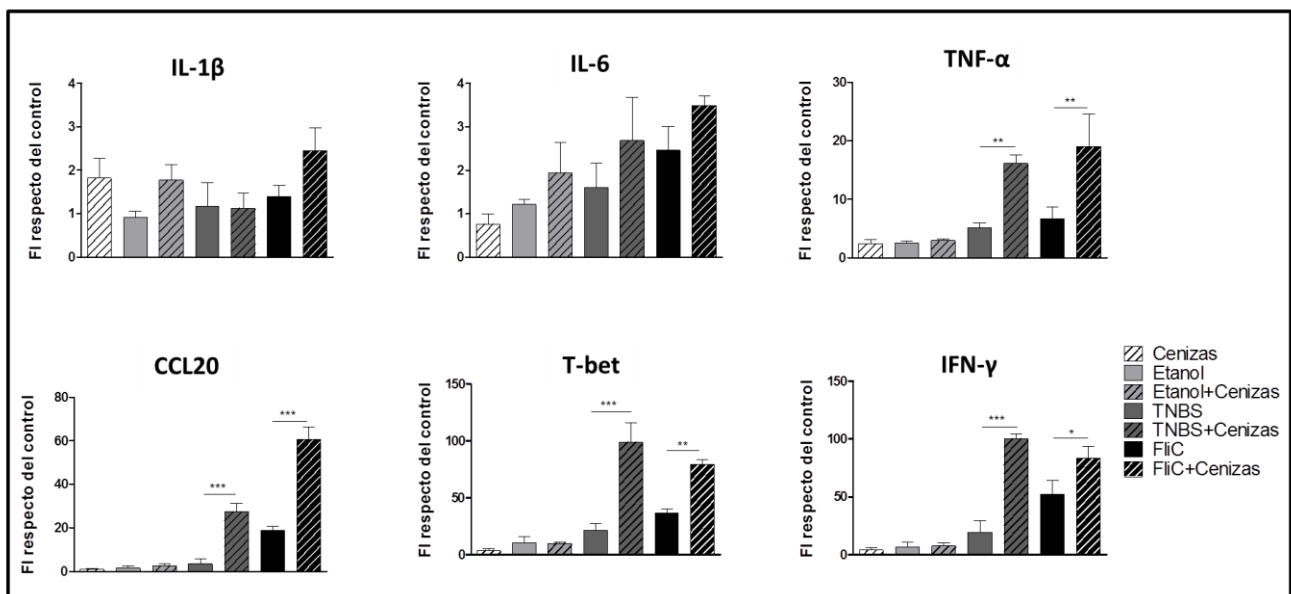 IL-1β
FI respecto del control
4
3
2
1
0
IL-6
FI respecto del control
4
3
2
1
0
TNF-α
FI respecto del control
30
20
10
0
**
**
CCL20
FI respecto del control
80
60
40
20
0
***
***
T-bet
FI respecto del control
150
100
50
0
***
**
IFN-γ
FI respecto del control
150
100
50
0
***
*
Cenizas
Etanol
Etanol+Cenizas
TNBS
TNBS+Cenizas
FliC
FliC+Cenizas